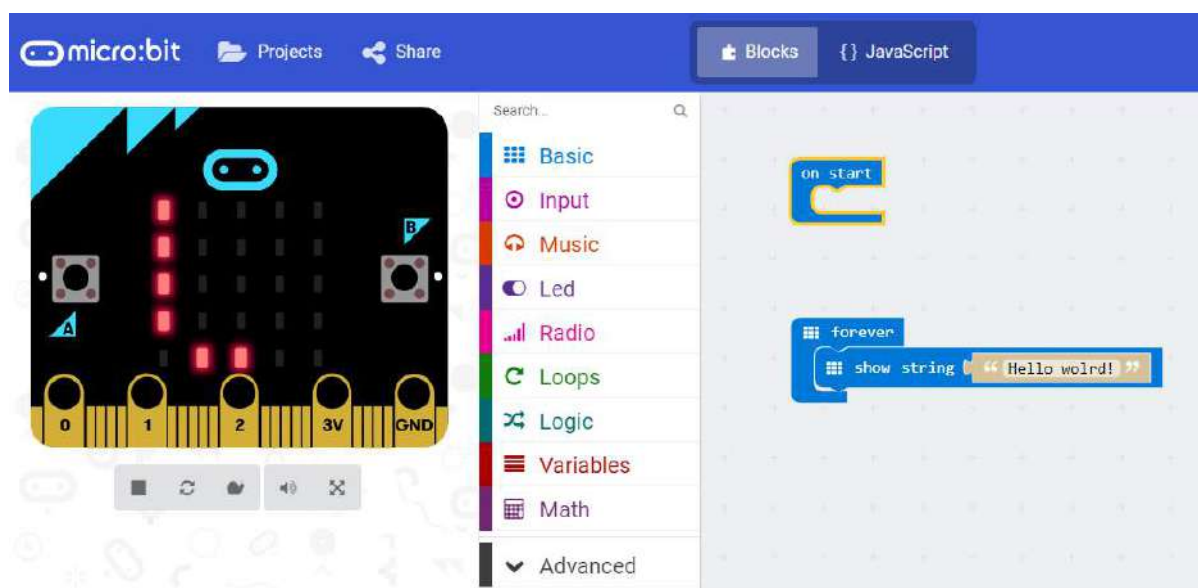 micro:bit Projects Share Blocks {} JavaScript
Search...
Basic
Input
Music
Led
Radio
Loops
Logic
Variables
Math
Advanced
B
A
0 1 2 3V GND
on start
forever
show string “ Hello wolrd! ”